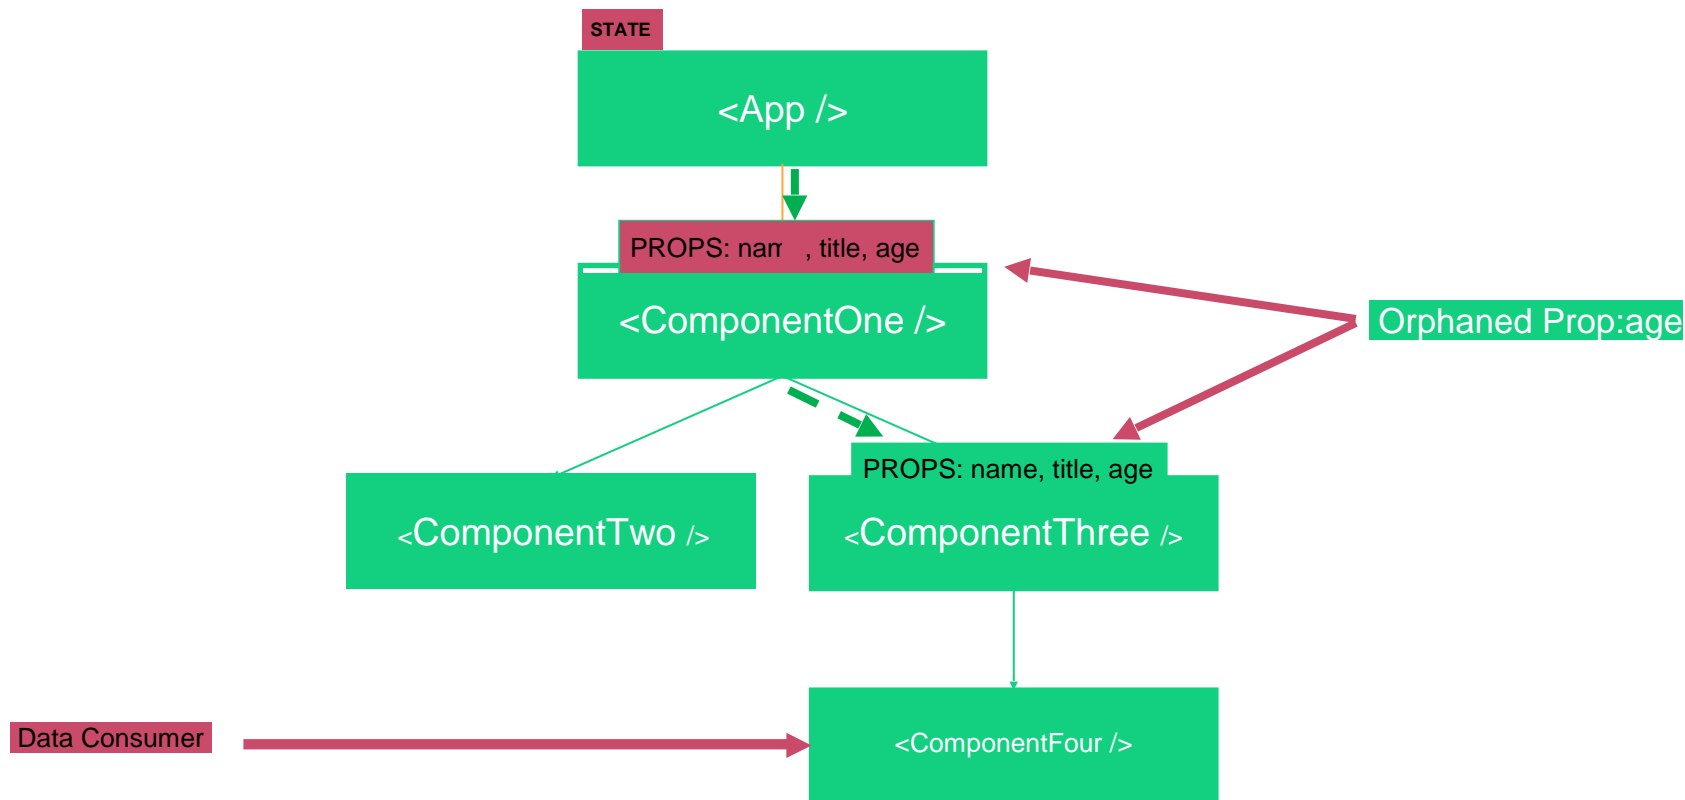 STATE
<App />
PROPS: nam , title, age
<ComponentOne />
Orphaned Prop:age
PROPS: name, title, age
<ComponentTwo />
<ComponentThree />
Data Consumer
<ComponentFour />